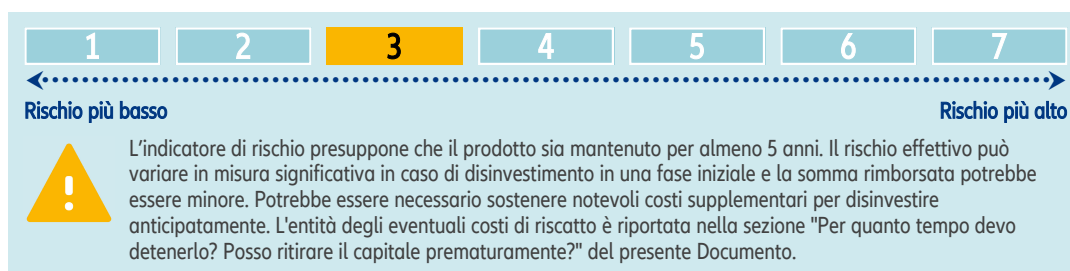 1 2 3 4 5 6 7
Rischio più basso Rischio più alto
L'indicatore di rischio presuppone che il prodotto sia mantenuto per almeno 5 anni. Il rischio effettivo può
variare in misura significativa in caso di disinvestimento in una fase iniziale e la somma rimborsata potrebbe
essere minore. Potrebbe essere necessario sostenere notevoli costi supplementari per disinvestire
anticipatamente. L'entità degli eventuali costi di riscatto è riportata nella sezione "Per quanto tempo devo
detenerlo? Posso ritirare il capitale prematuramente?" del presente Documento.